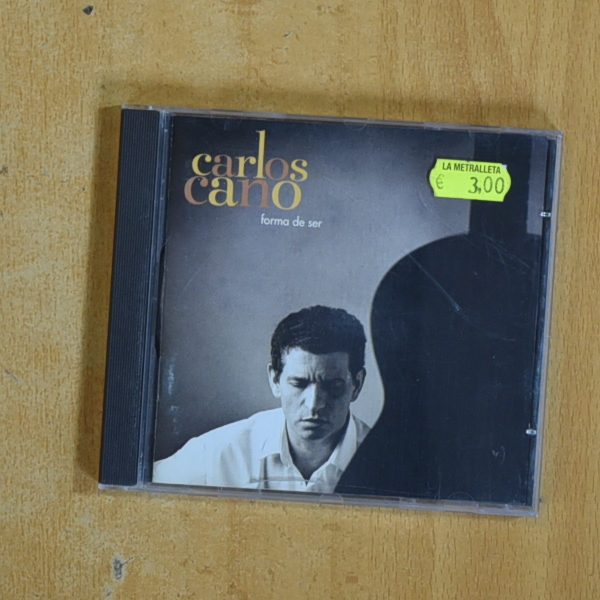 carlos
cano
forma de ser
LA METRALLETA
€ 3,00